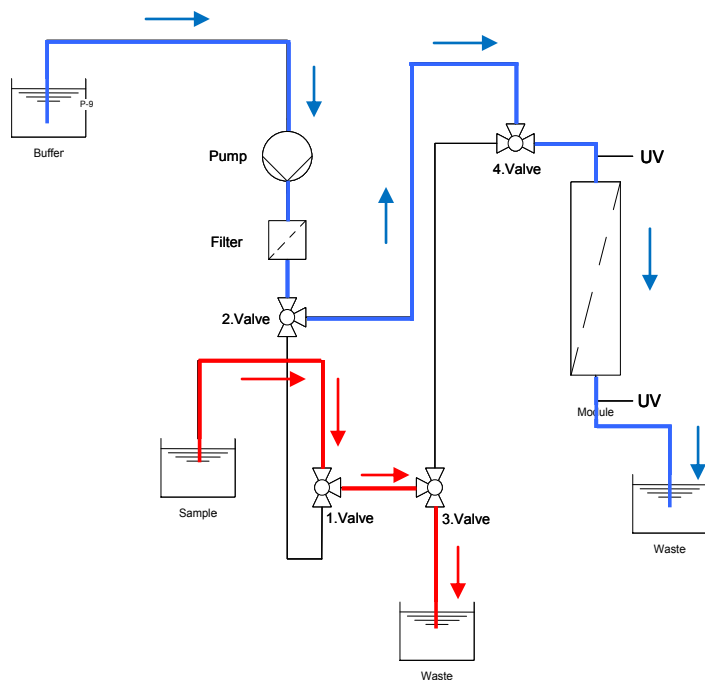 P-9
Buffer
Pump
4.Valve
UV
Filter
2.Valve
UV
Module
Sample
1.Valve
3.Valve
Waste
Waste